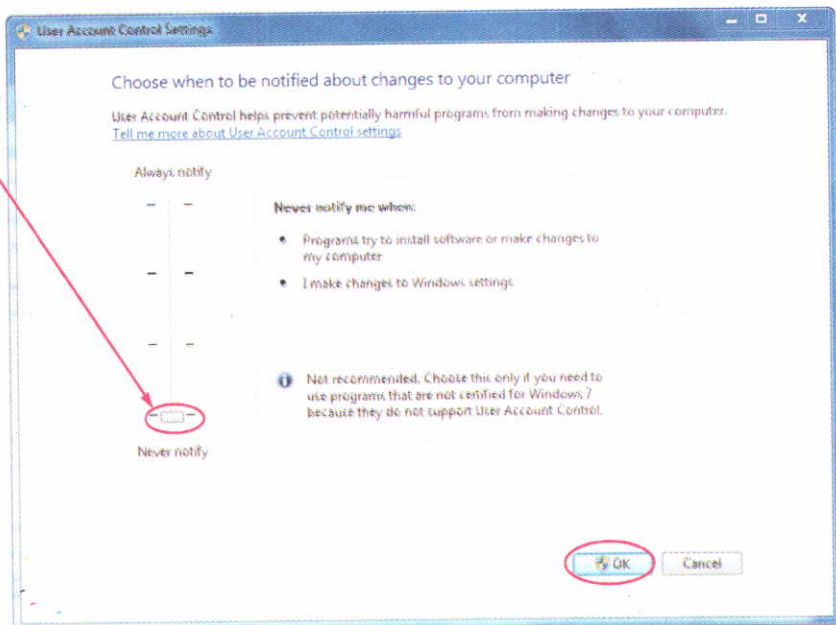 User Account Control Settings
Choose when to be notified about changes to your computer
User Account Control helps prevent potentially harmful programs from making changes to your computer.
Tell me more about User Account Control settings
Always notify
Never notify me when:
• Programs try to install software or make changes to
my computer
• I make changes to Windows settings
Not recommended. Choose this only if you need to
use programs that are not certified for Windows 7
because they do not support User Account Control.
Never notify
OK
Cancel